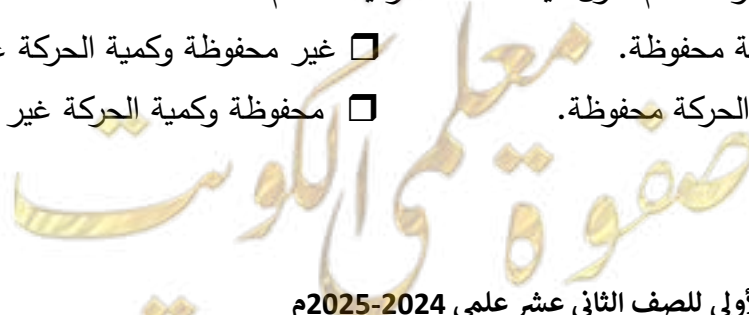 ة محفوظة. ❒ غير محفوظة وكمية الحركة
الحركة محفوظة. ❒ محفوظة وكمية الحركة غير
صفوة معلمي الكويت
للصف الثاني عشر علمي 2024-2025م